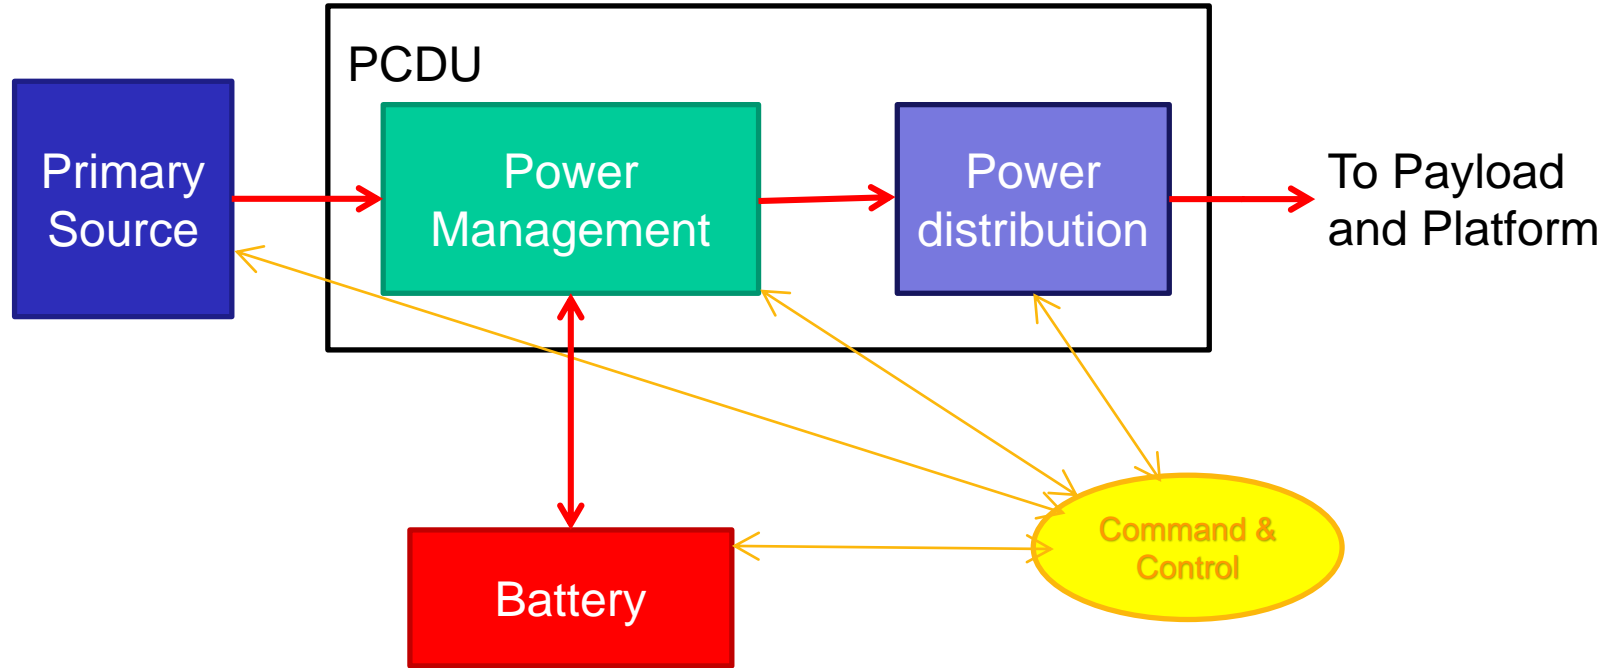 PCDU
Primary
Source
Power
Management
Power
distribution
To Payload
and Platform
Command &
Control
Battery